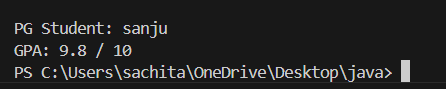 PG Student: sanju
GPA: 9.8 / 10
PS C:\Users\sachita\OneDrive\Desktop\java>